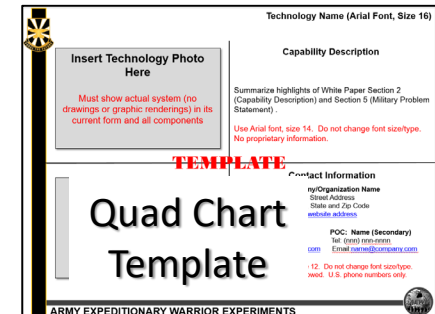 Technology Name (Arial Font, Size 16)
Insert Technology Photo
Here
Must show actual system (no
drawings or graphic renderings) in its
current form and all components
Capability Description
Summarize highlights of White Paper Section 2
(Capability Description) and Section 5 (Military Problem
Statement) .
Use Arial font, size 14. Do not change font size/type.
No proprietary information.
TEMPLATE
Contact Information
ny/Organization Name
Street Address
State and Zip Code
website address
POC: Name (Secondary)
Tel: (nnn) nnn-nnnn
com Email:name@company.com
12. Do not change font size/type.
owed. U.S. phone numbers only.
Quad Chart
Template
ARMY EXPEDITIONARY WARRIOR EXPERIMENTS